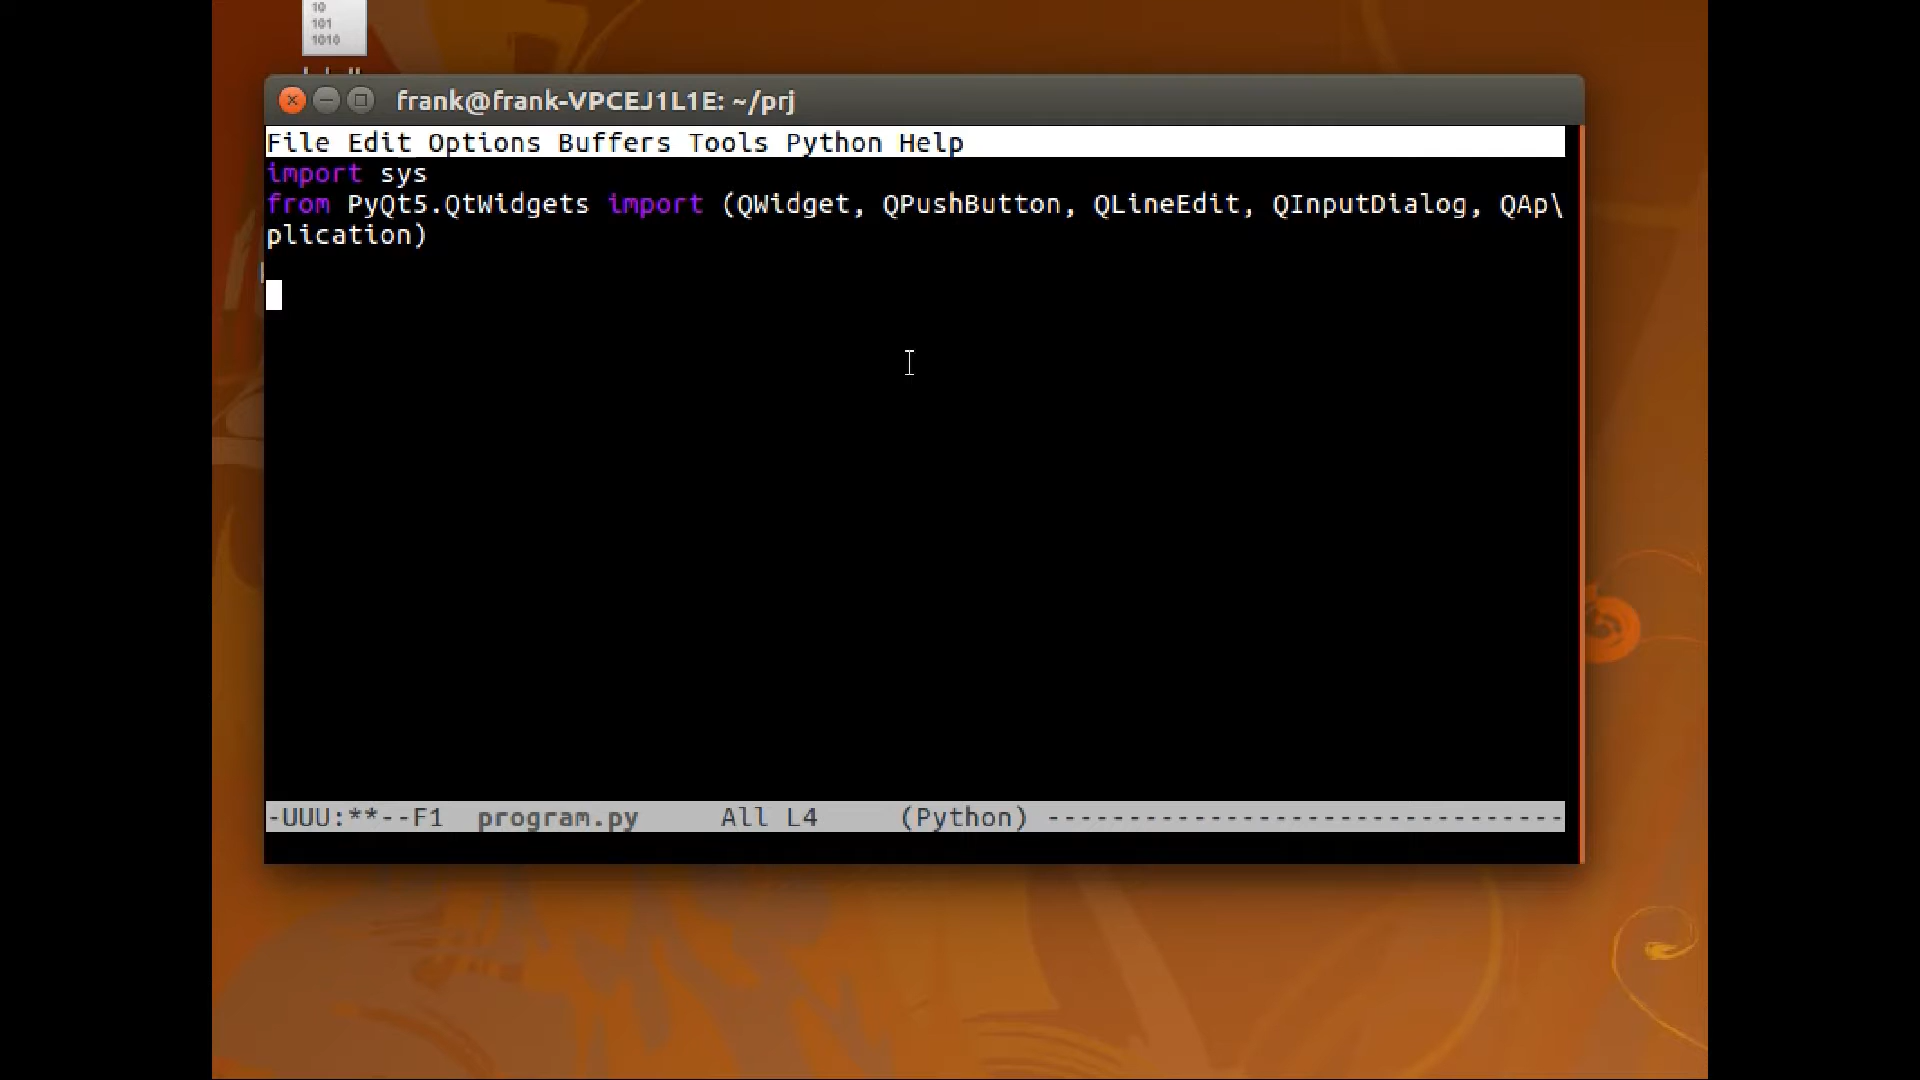 10
101
1010
frank@frank-VPCEJ1L1E: ~/prj
File Edit Options Buffers Tools Python Help
import sys
from PyQt5.QtWidgets import (QWidget, QPushButton, QLineEdit, QInputDialog, QAp\
plication)
-UUU:**--F1  program.py     All L4     (Python) --------------------------------